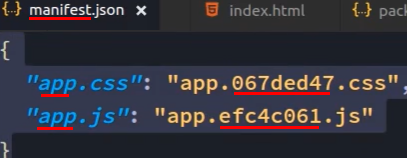 manifest.json × index.html pack
{
"app.css": "app.067ded47.css",
"app.js": "app.efc4c061.js"
}